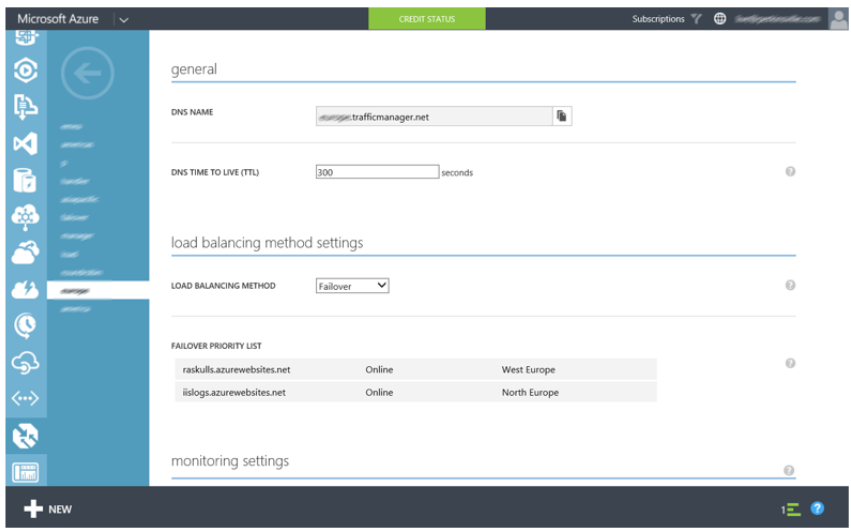 Microsoft Azure
CREDIT STATUS
Subscriptions
general
DNS NAME
.trafficmanager.net
DNS TIME TO LIVE (TTL)
300
seconds
?
load balancing method settings
LOAD BALANCING METHOD
Failover
?
FAILOVER PRIORITY LIST
?
raskulls.azurewebsites.net Online West Europe
iislogs.azurewebsites.net Online North Europe
monitoring settings
?
NEW
1
?